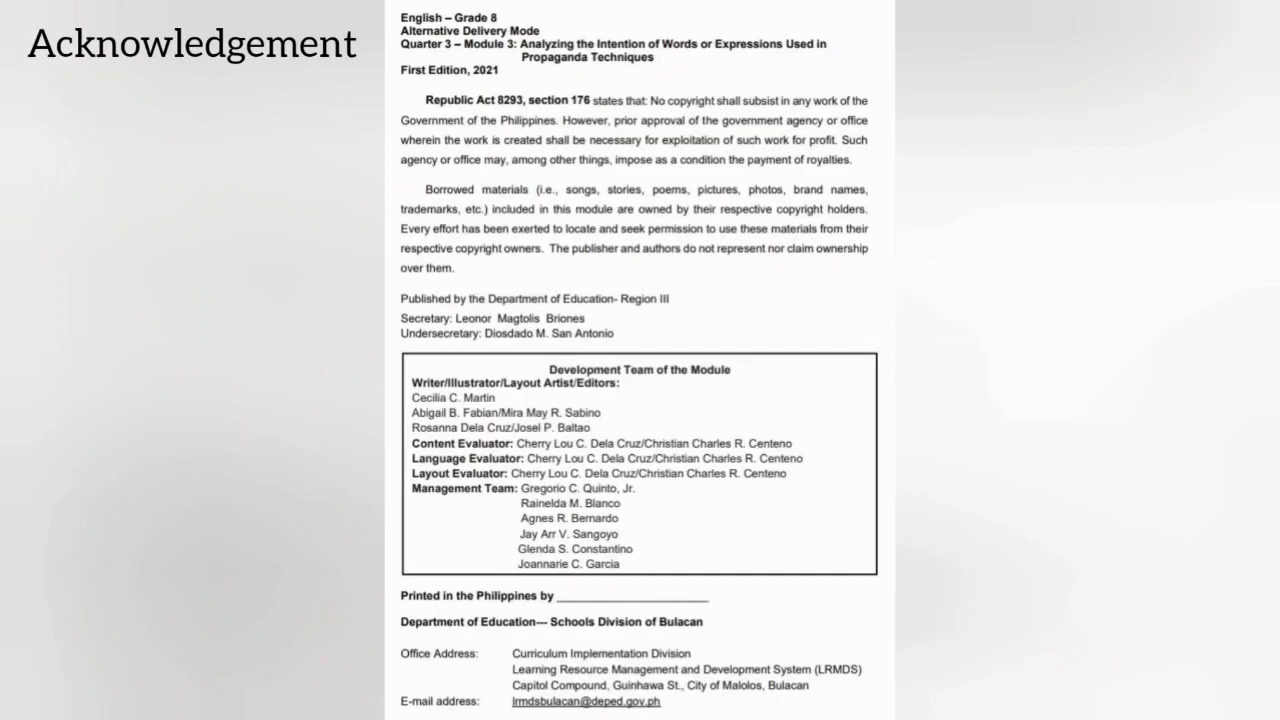 Acknowledgement
English – Grade 8
Alternative Delivery Mode
Quarter 3 – Module 3: Analyzing the Intention of Words or Expressions Used in
Propaganda Techniques
First Edition, 2021
Republic Act 8293, section 176 states that: No copyright shall subsist in any work of the
Government of the Philippines. However, prior approval of the government agency or office
wherein the work is created shall be necessary for exploitation of such work for profit. Such
agency or office may, among other things, impose as a condition the payment of royalties.
Borrowed materials (i.e., songs, stories, poems, pictures, photos, brand names,
trademarks, etc.) included in this module are owned by their respective copyright holders.
Every effort has been exerted to locate and seek permission to use these materials from their
respective copyright owners. The publisher and authors do not represent nor claim ownership
over them.
Published by the Department of Education- Region III
Secretary: Leonor Magtolis Briones
Undersecretary: Diosdado M. San Antonio
Development Team of the Module
Writer/Illustrator/Layout Artist/Editors:
Cecilia C. Martin
Abigail B. Fabian/Mira May R. Sabino
Rosanna Dela Cruz/Josel P. Baltao
Content Evaluator: Cherry Lou C. Dela Cruz/Christian Charles R. Centeno
Language Evaluator: Cherry Lou C. Dela Cruz/Christian Charles R. Centeno
Layout Evaluator: Cherry Lou C. Dela Cruz/Christian Charles R. Centeno
Management Team: Gregorio C. Quinto, Jr.
Rainelda M. Blanco
Agnes R. Bernardo
Jay Arr V. Sangoyo
Glenda S. Constantino
Joannarie C. Garcia
Printed in the Philippines by ________________________
Department of Education--- Schools Division of Bulacan
Office Address: Curriculum Implementation Division
Learning Resource Management and Development System (LRMDS)
Capitol Compound, Guinhawa St., City of Malolos, Bulacan
E-mail address: lrmdsbulacan@deped.gov.ph